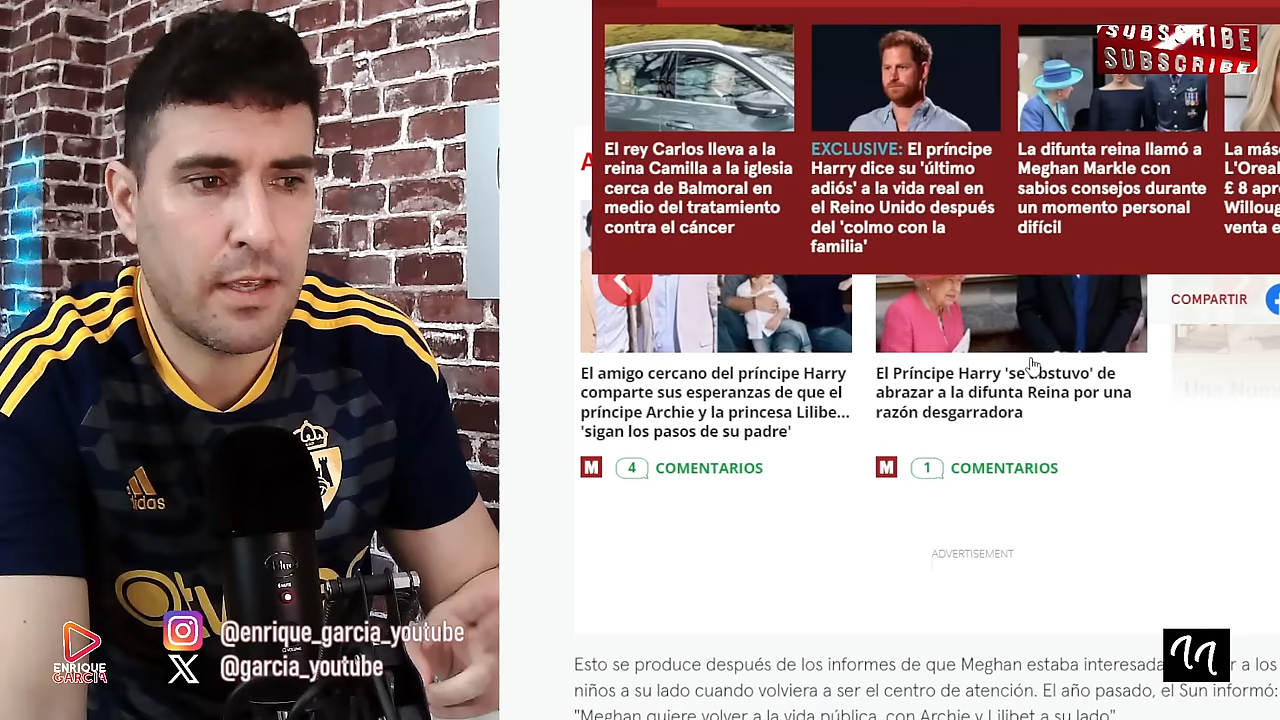 SUBSCRIBE
SUBSCRIBE
El rey Carlos lleva a la
reina Camilla a la iglesia
cerca de Balmoral en
medio del tratamiento
contra el cáncer
EXCLUSIVE: El príncipe
Harry dice su 'último
adiós' a la vida real en
el Reino Unido después
del 'colmo con la
familia'
La difunta reina llamó a
Meghan Markle con
sabios consejos durante
un momento personal
difícil
La más
L'Orea
£ 8 apr
Willoug
venta e
COMPARTIR
El amigo cercano del príncipe Harry
comparte sus esperanzas de que el
príncipe Archie y la princesa Lilibe...
'sigan los pasos de su padre'
M 4 COMENTARIOS
El Príncipe Harry 'se abstuvo' de
abrazar a la difunta Reina por una
razón desgarradora
M 1 COMENTARIOS
ADVERTISEMENT
Esto se produce después de los informes de que Meghan estaba interesada r a los
niños a su lado cuando volviera a ser el centro de atención. El año pasado, el Sun informó:
"Meghan quiere volver a la vida pública, con Archie y Lilibet a su lado"
adidas
@enrique_garcia_youtube
@garcia_youtube
ENRIQUE
GARCIA